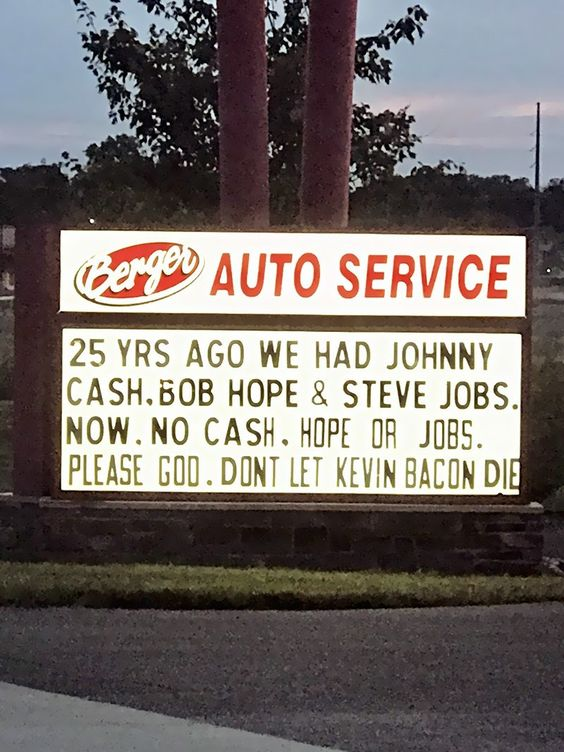 Berger AUTO SERVICE
25 YRS AGO WE HAD JOHNNY
CASH.BOB HOPE & STEVE JOBS.
NOW. NO CASH. HOPE OR JOBS.
PLEASE GOD. DONT LET KEVIN BACON DIE